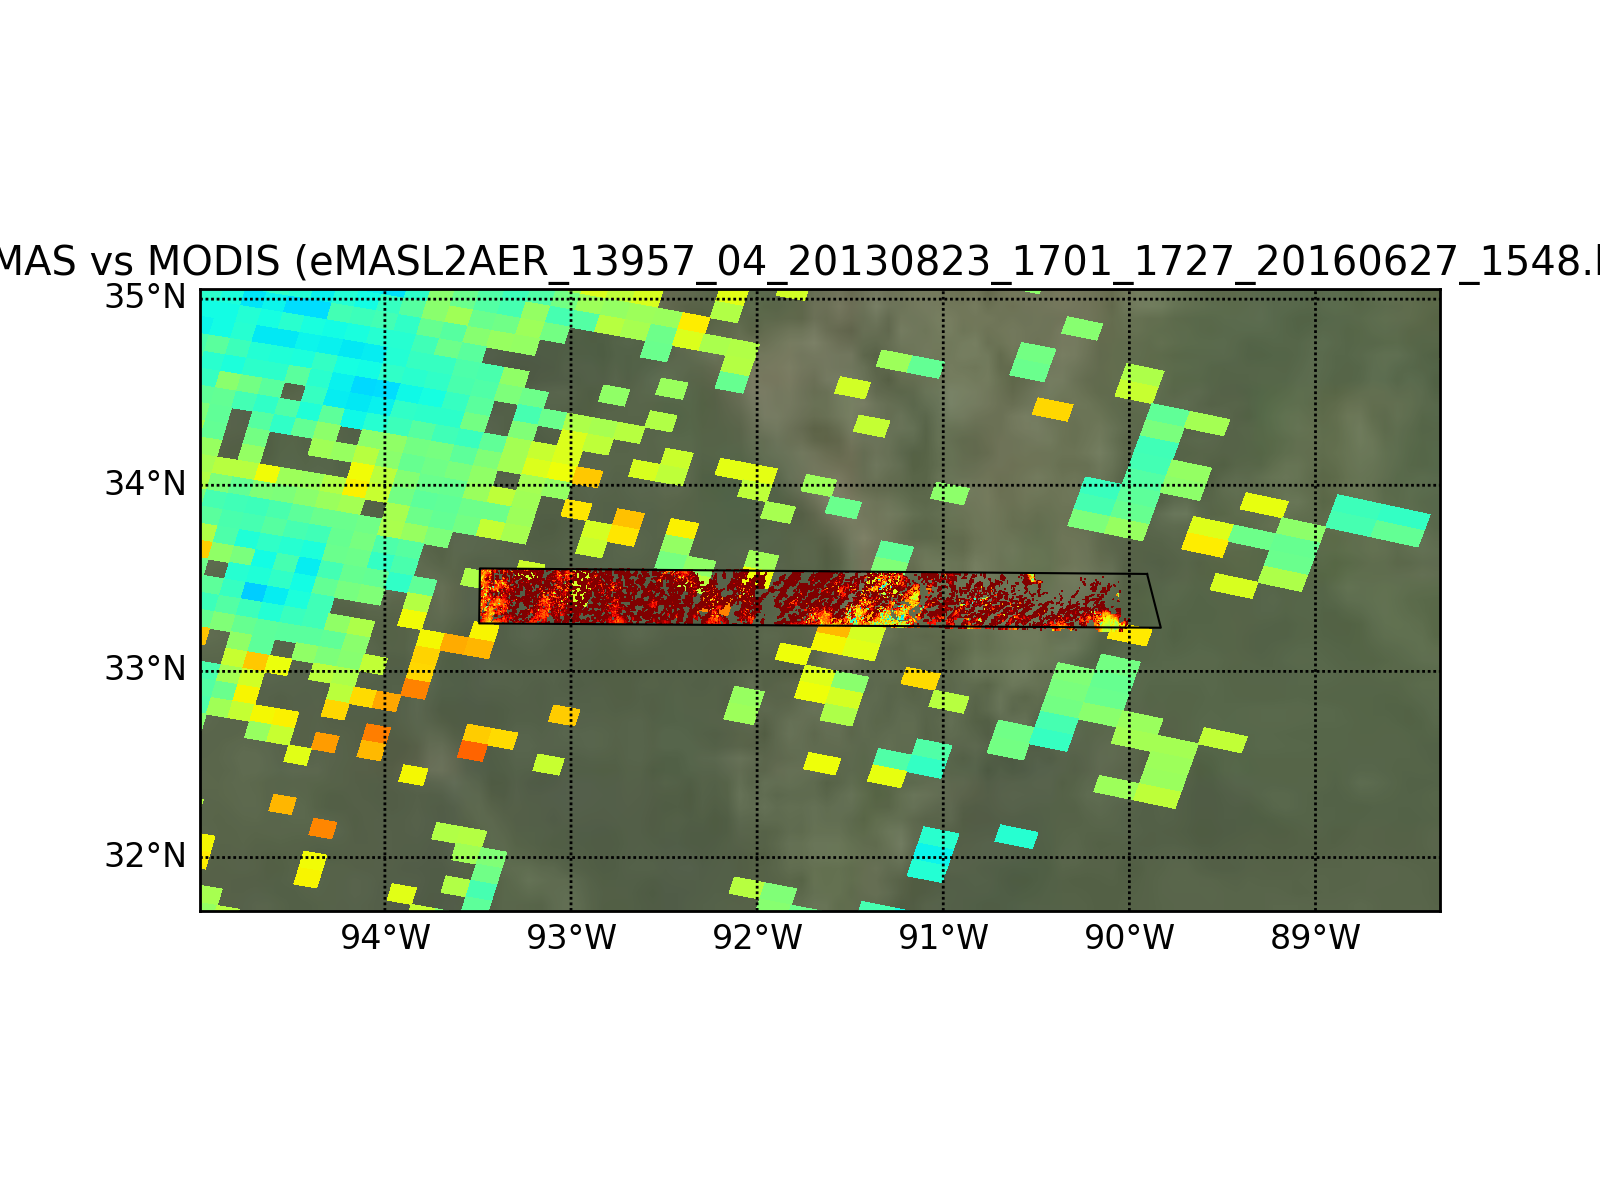 MAS vs MODIS (eMASL2AER_13957_04_20130823_1701_1727_20160627_1548.
35°N
34°N
33°N
32°N
94°W 93°W 92°W 91°W 90°W 89°W